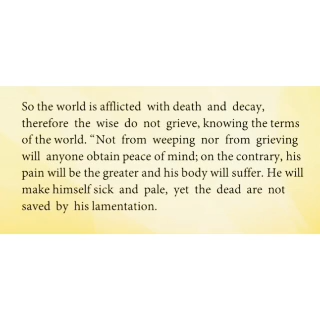 So the world is afflicted with death and decay,
therefore the wise do not grieve, knowing the terms
of the world. “Not from weeping nor from grieving
will anyone obtain peace of mind; on the contrary, his
pain will be the greater and his body will suffer. He will
make himself sick and pale, yet the dead are not
saved by his lamentation.